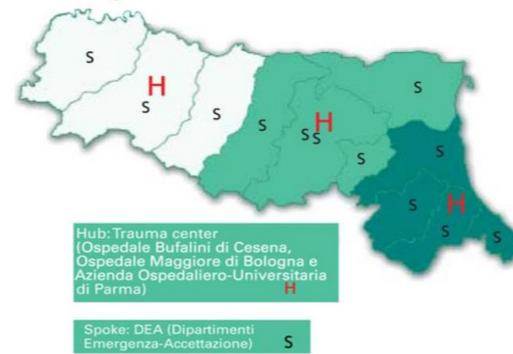 S
H
S
S
S
S
H
S S
S
S
S
H
S
S
Hub: Trauma center
(Ospedale Bufalini di Cesena,
Ospedale Maggiore di Bologna e
Azienda Ospedaliero-Universitaria
di Parma) H
Spoke: DEA (Dipartimenti
Emergenza-Accettazione) S